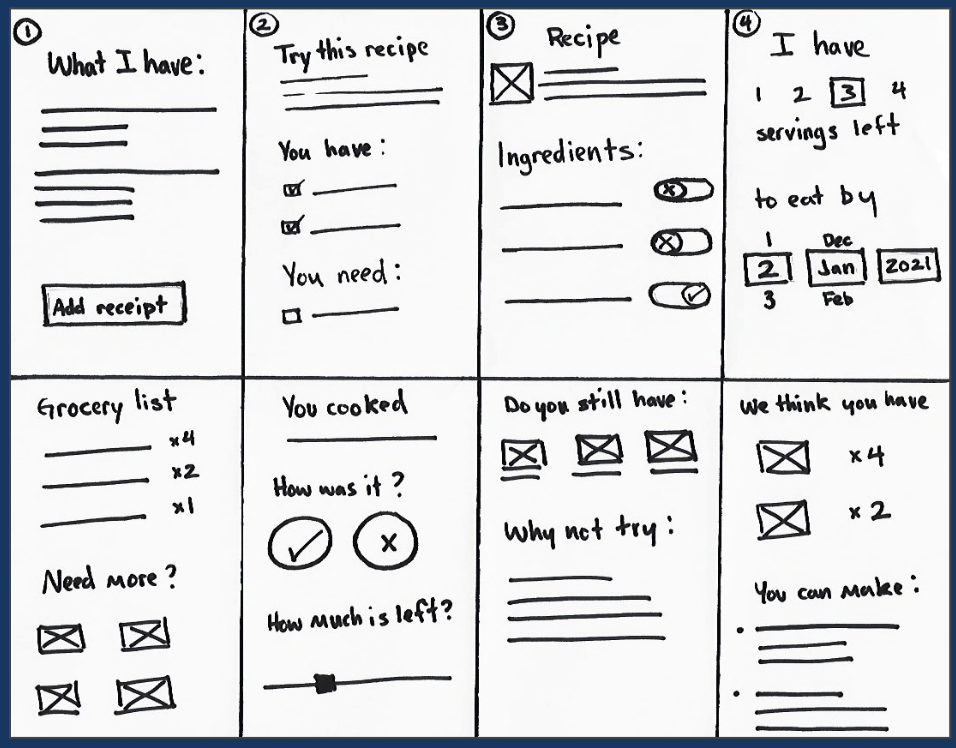 1
What I have:
Add receipt
2
Try this recipe
You have:
You need:
3
Recipe
Ingredients:
4
I have
1 2 3 4
servings left
to eat by
1 Dec
2 Jan 2021
3 Feb
Grocery list
x4
x2
x1
Need more?
You cooked
How was it?
How much is left?
Do you still have:
Why not try:
We think you have
x4
x2
You can make: